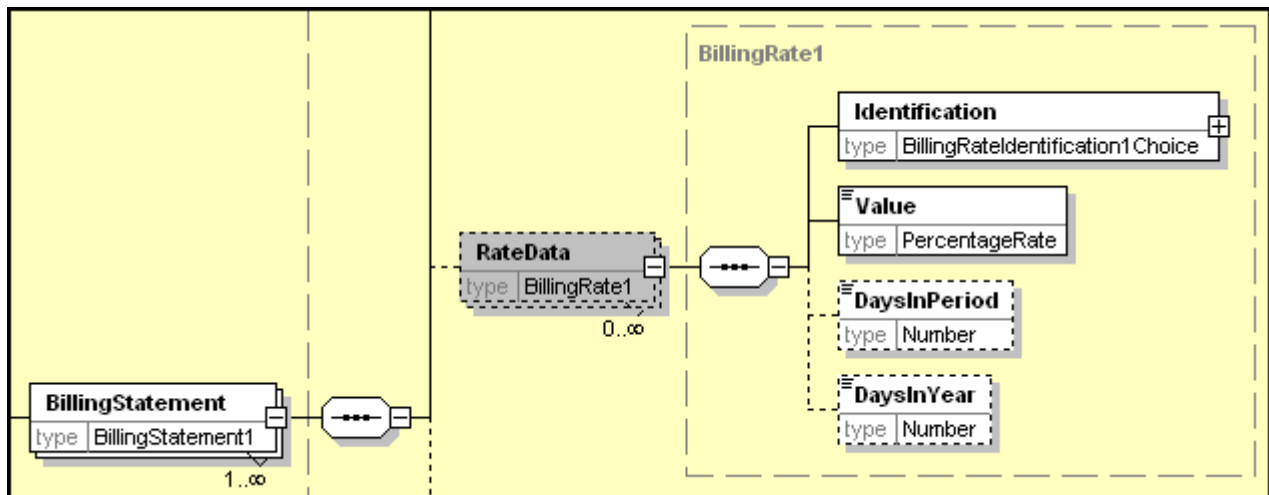 BillingRate1
Identification
type BillingRateIdentification1Choice
Value
type PercentageRate
RateData
type BillingRate1
0..∞
DaysInPeriod
type Number
DaysInYear
type Number
BillingStatement
type BillingStatement1
1..∞